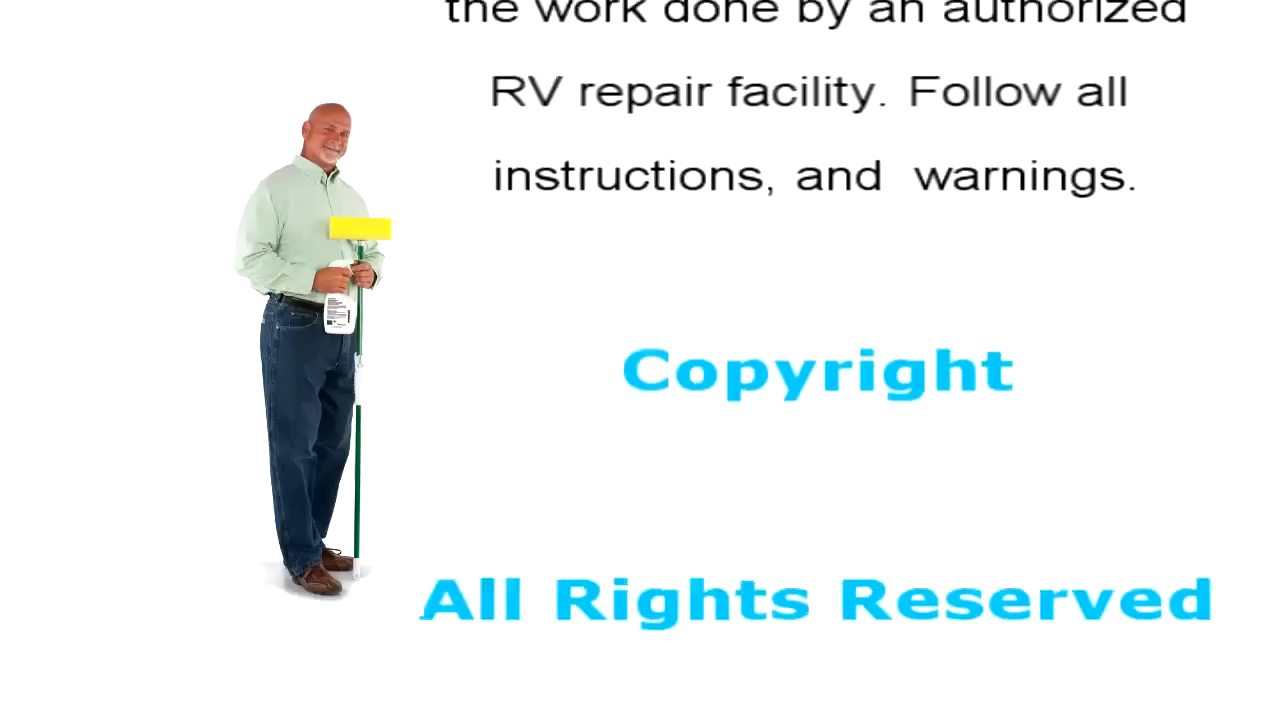 the work done by an authorized
RV repair facility. Follow all
instructions, and warnings.
Copyright
All Rights Reserved